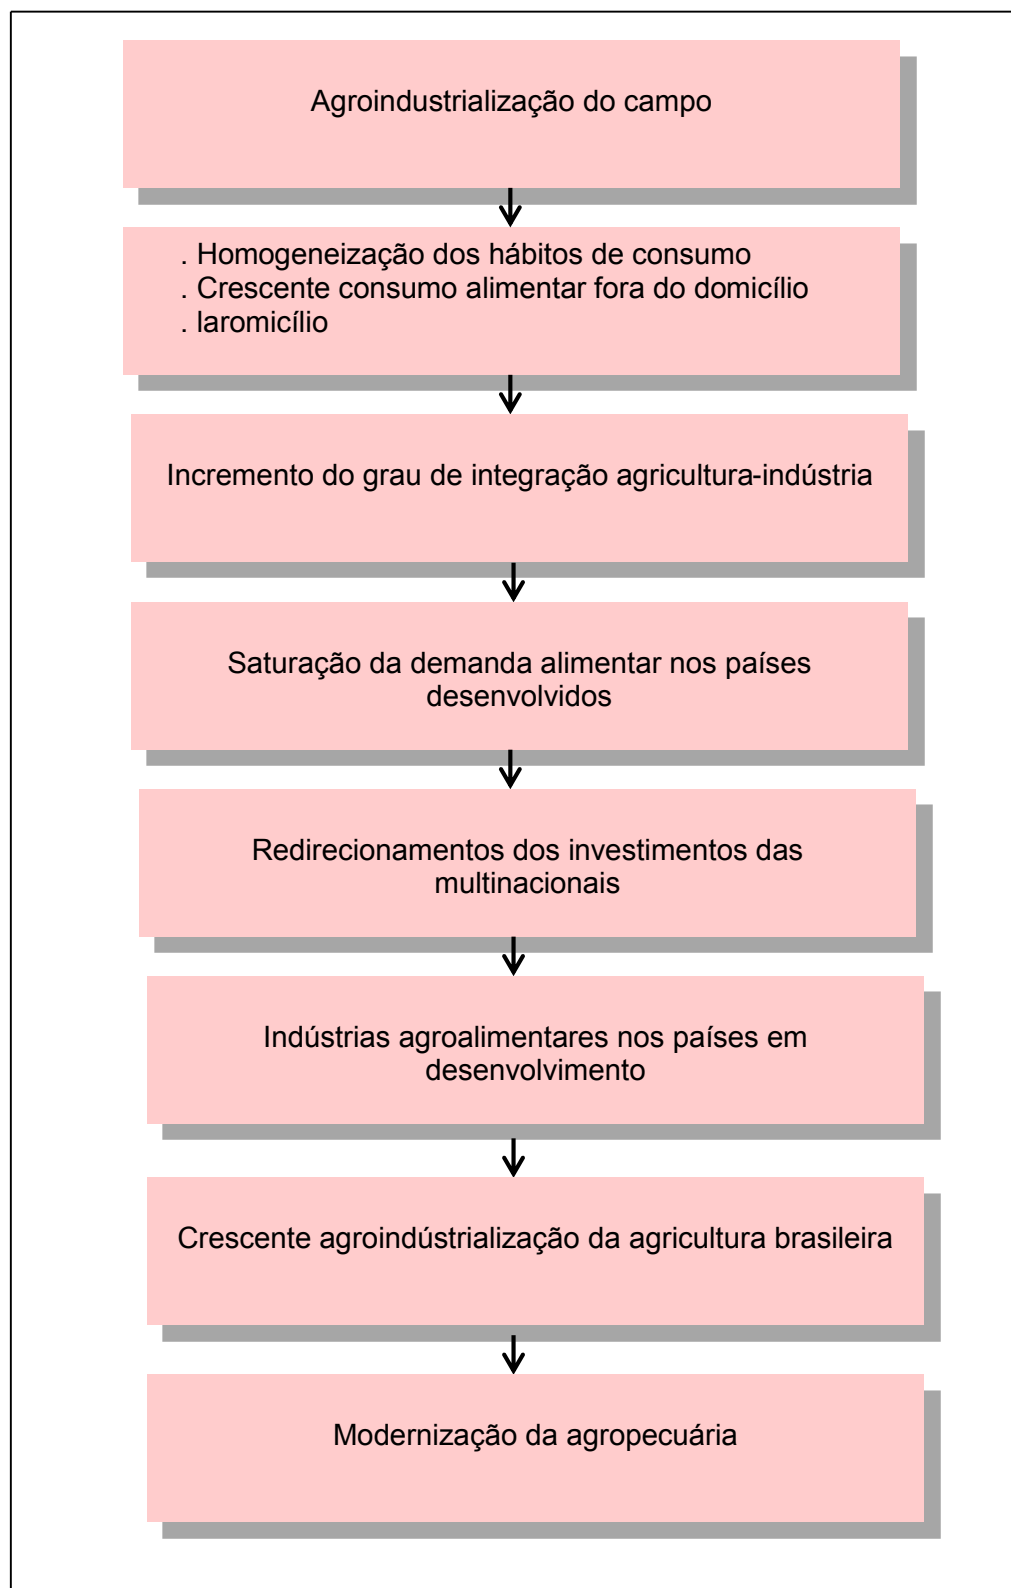 Agroindustrialização do campo
. Homogeneização dos hábitos de consumo
. Crescente consumo alimentar fora do domicílio
. laromicílio
Incremento do grau de integração agricultura-indústria
Saturação da demanda alimentar nos países
desenvolvidos
Redirecionamentos dos investimentos das
multinacionais
Indústrias agroalimentares nos países em
desenvolvimento
Crescente agroindústrialização da agricultura brasileira
Modernização da agropecuária